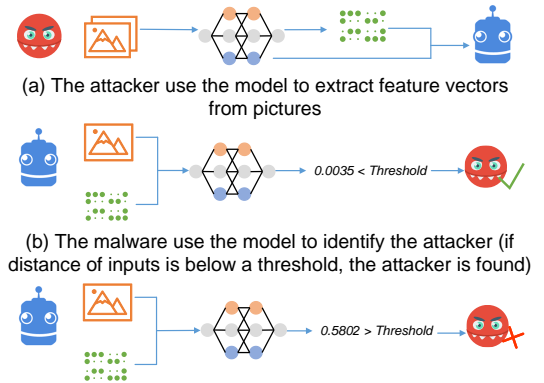 (a) The attacker use the model to extract feature vectors
from pictures
0.0035 < Threshold
(b) The malware use the model to identify the attacker (if
distance of inputs is below a threshold, the attacker is found)
0.5802 > Threshold